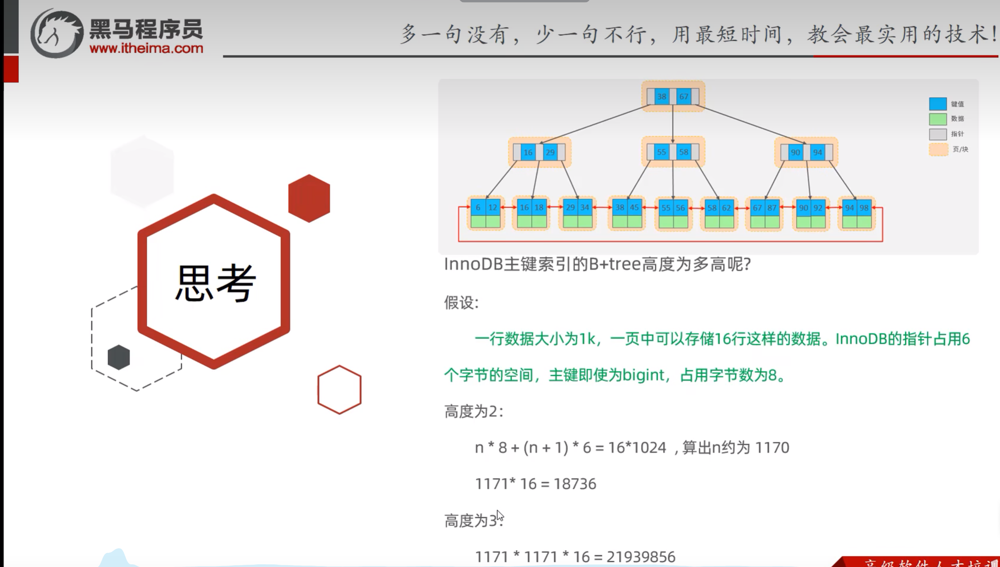 黑马程序员
www.itheima.com
多一句没有，少一句不行，用最短时间，教会最实用的技术！
38 67
键值
数据
指针
页/块
16 29 55 58 90 94
6 12 16 18 29 34 38 45 55 56 58 62 67 87 90 92 94 98
思考
InnoDB主键索引的B+tree高度为多高呢?
假设:
一行数据大小为1k，一页中可以存储16行这样的数据。InnoDB的指针占用6
个字节的空间，主键即使为bigint，占用字节数为8。
高度为2：
n * 8 + (n + 1) * 6 = 16*1024 , 算出n约为 1170
1171* 16 = 18736
高度为3：
1171 * 1171 * 16 = 21939856
高级软件人才培训